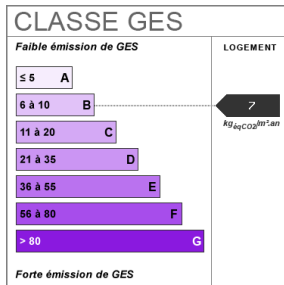 CLASSE GES
Faible émission de GES
LOGEMENT
≤ 5 A
6 à 10 B
7
kgéqCO2/m².an
11 à 20 C
21 à 35 D
36 à 55 E
56 à 80 F
> 80 G
Forte émission de GES